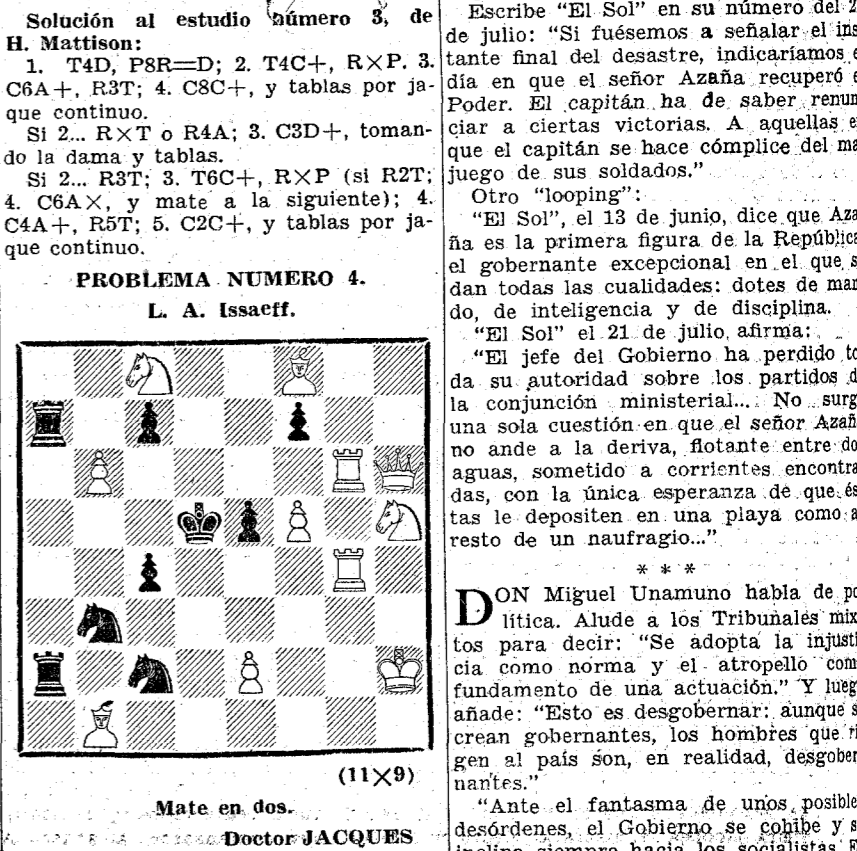 Solución al estudio número 3, de
H. Mattison:
1. T4D, P8R=D; 2. T4C+, R×P. 3.
C6A+, R3T; 4. C8C+, y tablas por ja-
que continuo.
Si 2... R×T o R4A; 3. C3D+, toman-
do la dama y tablas.
Si 2... R3T; 3. T6C+, R×P (si R2T;
4. C6A×, y mate a la siguiente); 4.
C4A+, R5T; 5. C2C+, y tablas por ja-
que continuo.
PROBLEMA NUMERO 4.
L. A. Issaeff.
(11×9)
Mate en dos.
Doctor JACQUES
Escribe “El Sol” en su número del 2
de julio: “Si fuésemos a señalar el ins
tante final del desastre, indicaríamos e
día en que el señor Azaña recuperó e
Poder. El capitán ha de saber renun
ciar a ciertas victorias. A aquellas e
que el capitán se hace cómplice del ma
juego de sus soldados.”
Otro “looping”:
“El Sol”, el 13 de junio, dice que Aza
ña es la primera figura de la República
el gobernante excepcional en el que s
dan todas las cualidades: dotes de man
do, de inteligencia y de disciplina.
“El Sol” el 21 de julio, afirma:
“El jefe del Gobierno ha perdido to
da su autoridad sobre los partidos d
la conjunción ministerial... No surg
una sola cuestión en que el señor Azañ
no ande a la deriva, flotante entre do
aguas, sometido a corrientes encontra
das, con la única esperanza de que és
tas le depositen en una playa como a
resto de un naufragio...”
* * *
DON Miguel Unamuno habla de po
lítica. Alude a los Tribunales mix
tos para decir: “Se adopta la injusti
cia como norma y el atropello com
fundamento de una actuación.” Y lueg
añade: “Esto es desgobernar: aunque s
crean gobernantes, los hombres que ri
gen al país son, en realidad, desgober
nantes.”
“Ante el fantasma de unos posible
desórdenes, el Gobierno se cohibe y s
inclina siempre hacia los socialistas. E